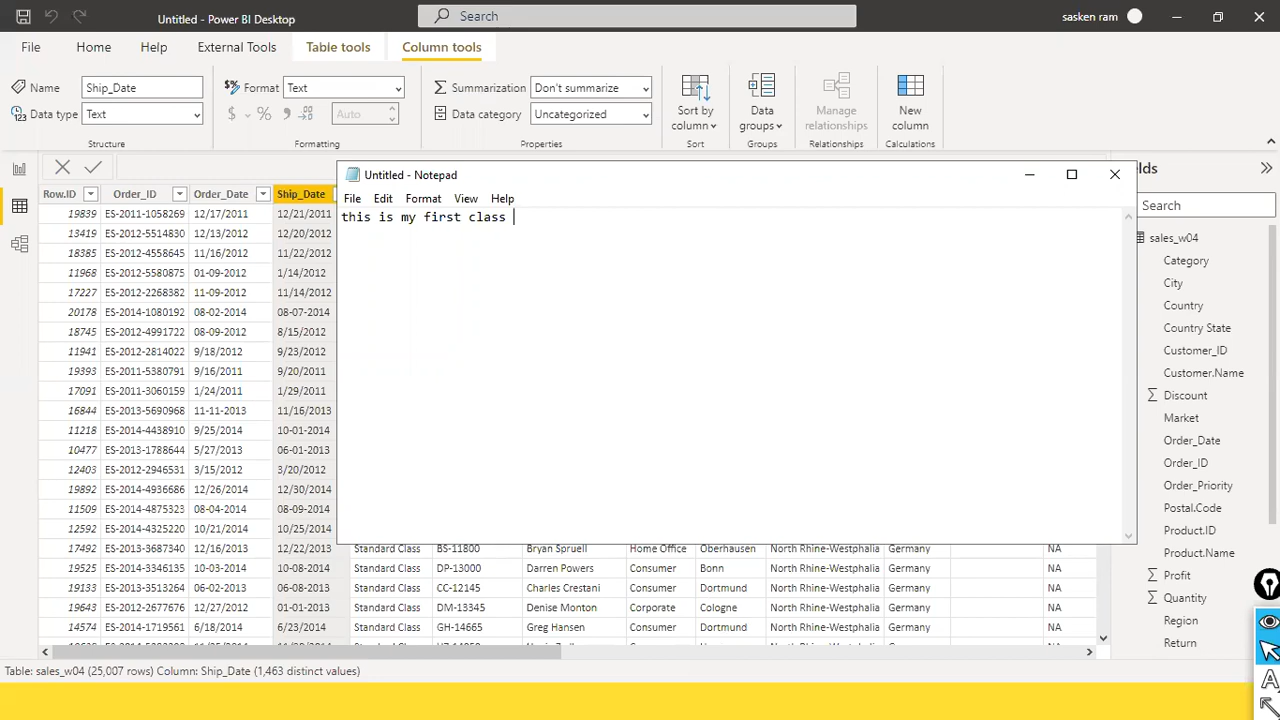 Untitled - Power BI Desktop
Search
sasken ram
File Home Help External Tools Table tools Column tools
Name Ship_Date
Format Text
Summarization Don't summarize
Data type Text
$ % 9 Auto
Data category Uncategorized
Sort by column
Data groups
Manage relationships
New column
Structure Formatting Properties Sort Groups Relationships Calculations
Untitled - Notepad
File Edit Format View Help
this is my first class
Row.ID Order_ID Order_Date Ship_Date
19839 ES-2011-1058269 12/17/2011 12/21/2011
13419 ES-2012-5514830 12/13/2012 12/20/2012
18385 ES-2012-4558645 11/16/2012 11/22/2012
11968 ES-2012-5580875 01-09-2012 1/14/2012
17227 ES-2012-2268382 11-09-2012 11/14/2012
20178 ES-2014-1080192 08-02-2014 08-07-2014
18745 ES-2012-4991722 08-09-2012 8/15/2012
11941 ES-2012-2814022 9/18/2012 9/23/2012
19393 ES-2011-5380791 9/16/2011 9/20/2011
17091 ES-2011-3060159 1/24/2011 1/29/2011
16844 ES-2013-5690968 11-11-2013 11/16/2013
11218 ES-2014-4438910 9/25/2014 10-01-2014
10477 ES-2013-1788644 5/27/2013 06-01-2013
12403 ES-2012-2946531 3/15/2012 3/20/2012
19892 ES-2014-4936686 12/26/2014 12/30/2014
11509 ES-2014-4875323 08-04-2014 08-09-2014
12592 ES-2014-4325220 10/21/2014 10/25/2014
17492 ES-2013-3687340 12/16/2013 12/22/2013 Standard Class BS-11800 Bryan Spruell Home Office Oberhausen North Rhine-Westphalia Germany NA
19525 ES-2014-3346135 10-03-2014 10-08-2014 Standard Class DP-13000 Darren Powers Consumer Bonn North Rhine-Westphalia Germany NA
19133 ES-2013-3513264 06-02-2013 06-08-2013 Standard Class CC-12145 Charles Crestani Consumer Dortmund North Rhine-Westphalia Germany NA
19643 ES-2012-2677676 12/27/2012 01-01-2013 Standard Class DM-13345 Denise Monton Corporate Cologne North Rhine-Westphalia Germany NA
14574 ES-2014-1719561 6/18/2014 6/23/2014 Standard Class GH-14665 Greg Hansen Consumer Dortmund North Rhine-Westphalia Germany NA
Table: sales_w04 (25,007 rows) Column: Ship_Date (1,463 distinct values)
elds
Search
sales_w04
Category
City
Country
Country State
Customer_ID
Customer.Name
Discount
Market
Order_Date
Order_ID
Order_Priority
Postal.Code
Product.ID
Product.Name
Profit
Quantity
Region
Return
A